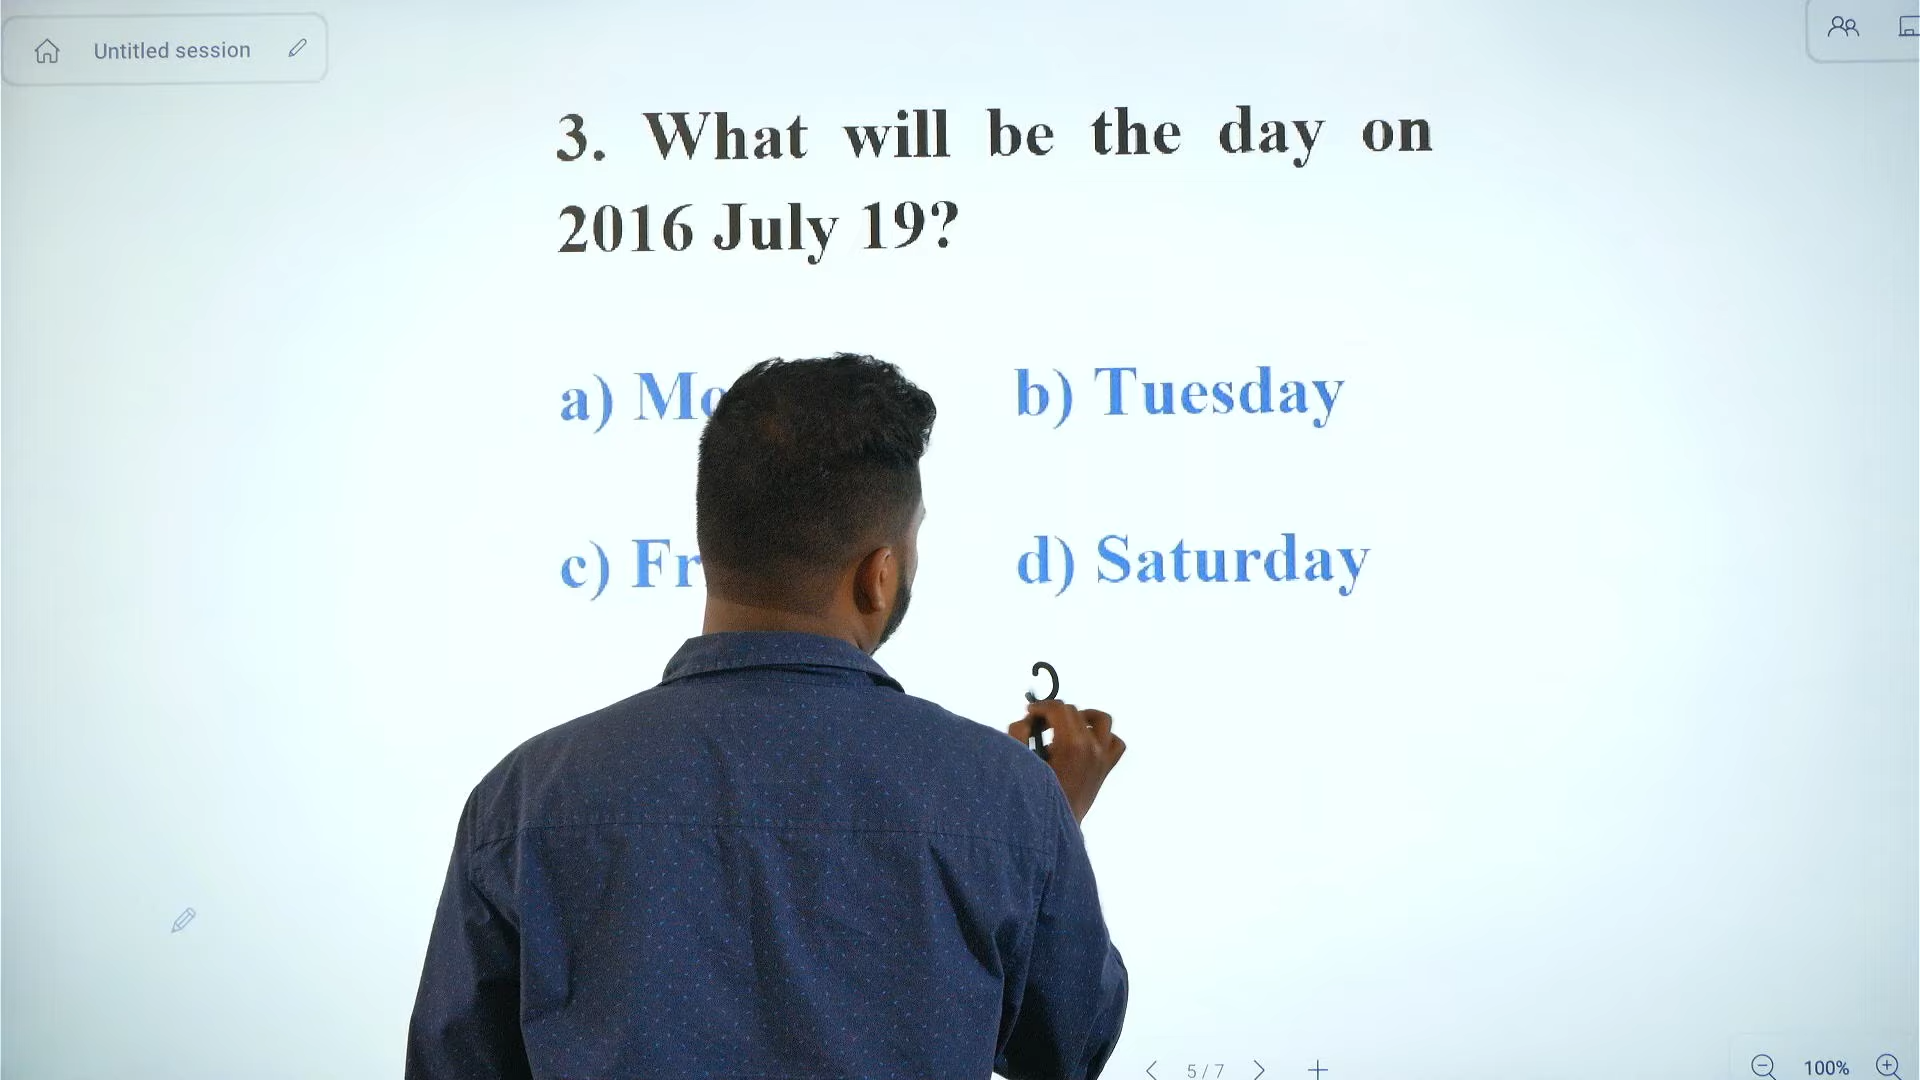 Untitled session
3. What will be the day on
2016 July 19?
a) Mo
b) Tuesday
c) Fr
d) Saturday
5/7
100%